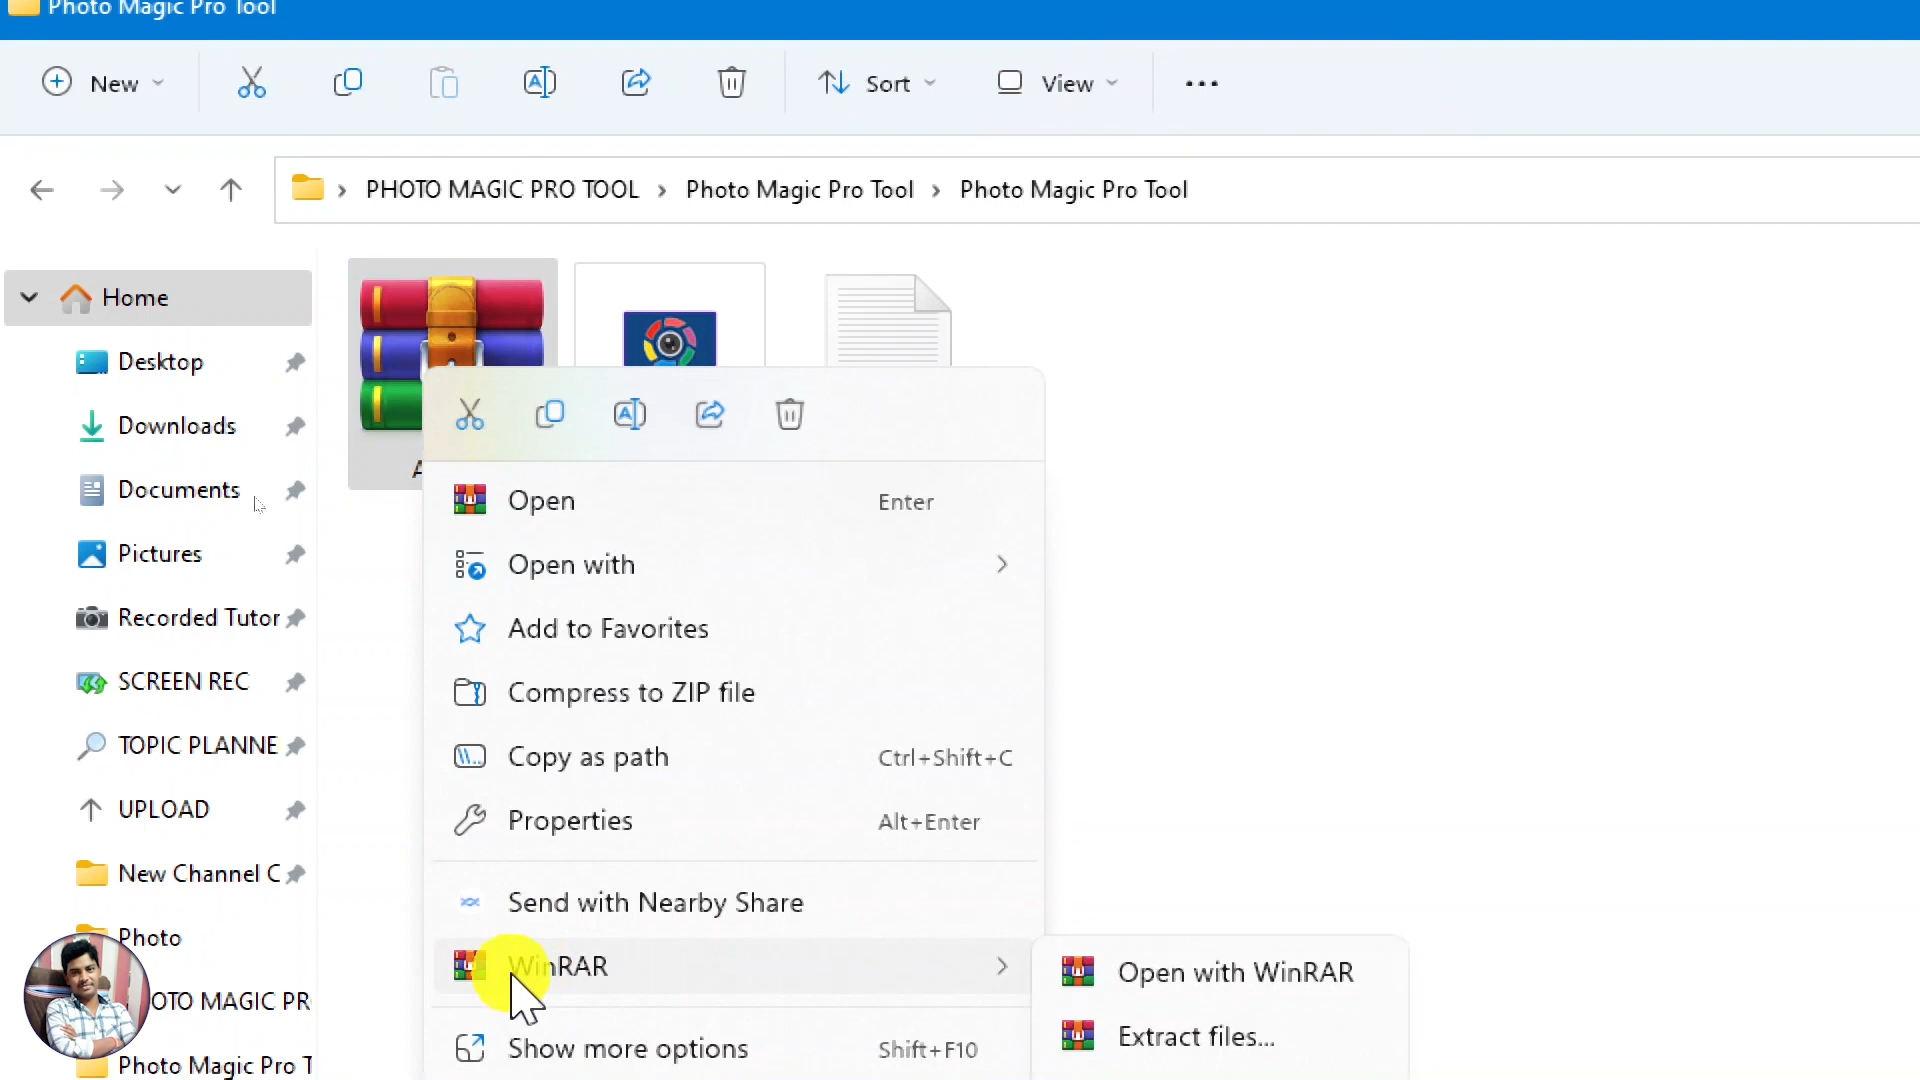 Photo Magic Pro Tool
New
Sort
View
PHOTO MAGIC PRO TOOL > Photo Magic Pro Tool > Photo Magic Pro Tool
Home
Desktop
Downloads
Documents
Pictures
Recorded Tutor
SCREEN REC
TOPIC PLANNE
UPLOAD
New Channel C
Photo
OTO MAGIC PR
Photo Magic Pro T
A
Open Enter
Open with
Add to Favorites
Compress to ZIP file
Copy as path Ctrl+Shift+C
Properties Alt+Enter
Send with Nearby Share
WinRAR
Show more options Shift+F10
Open with WinRAR
Extract files...